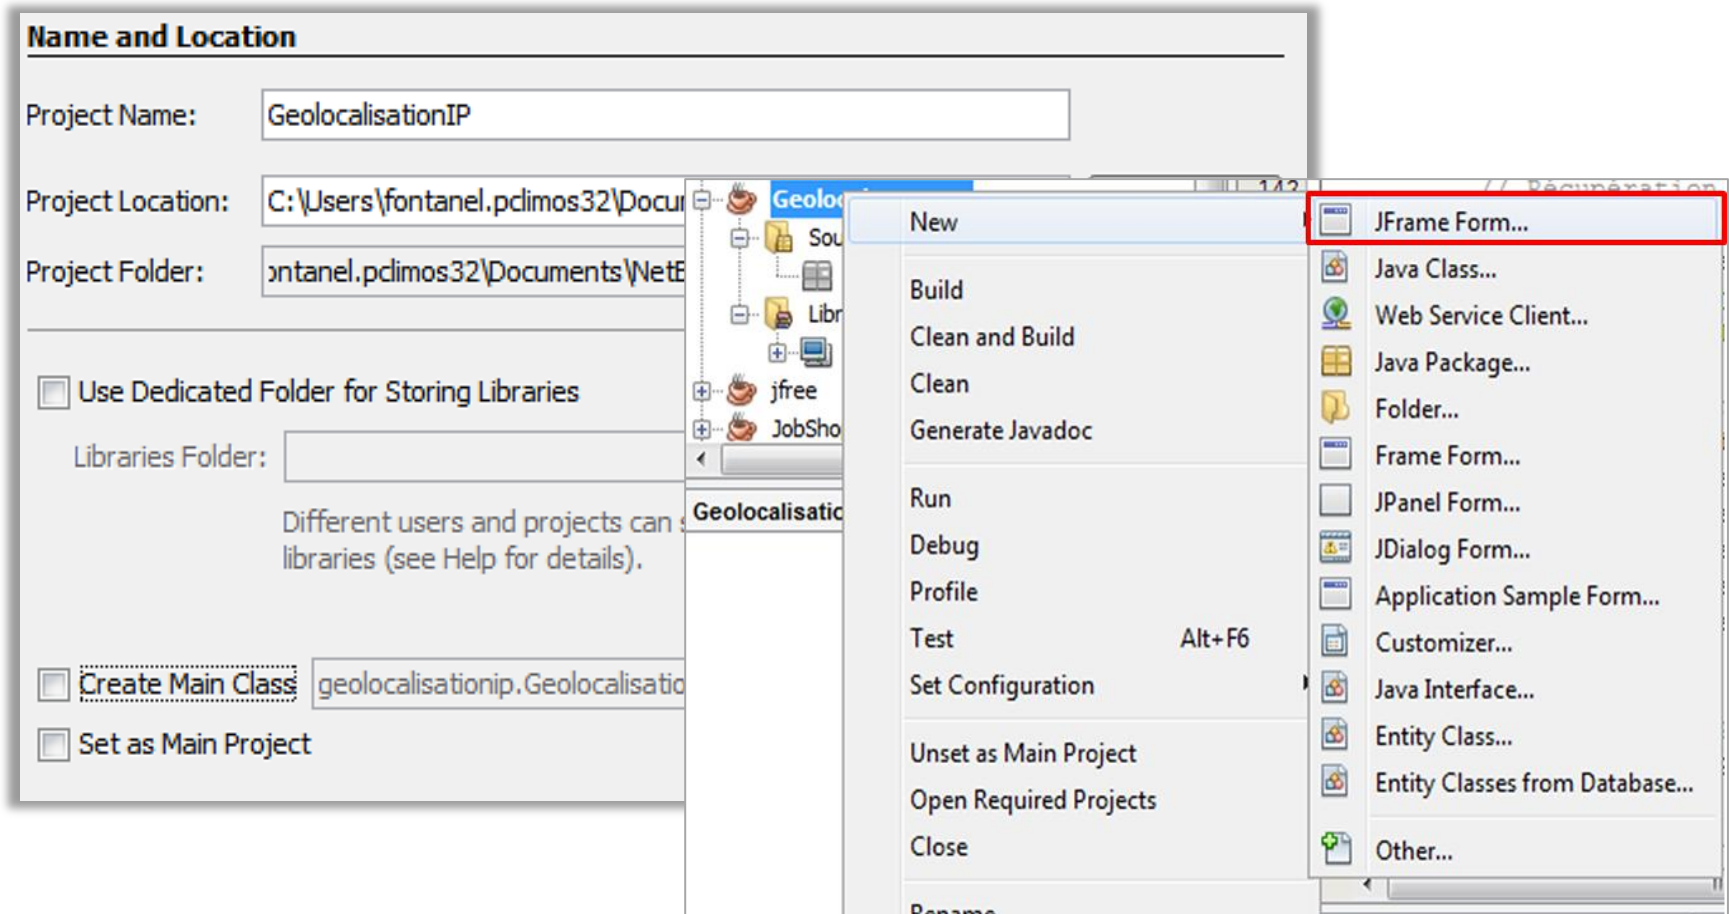 Name and Location
Project Name:
GeolocalisationIP
Project Location:
C:\Users\fontanel.pclimos32\Docu
Project Folder:
ontanel.pclimos32\Documents\Net
Use Dedicated Folder for Storing Libraries
Libraries Folder:
Different users and projects can
libraries (see Help for details).
Create Main Class
geolocalisationip.Geolocalisatio
Set as Main Project
Geoloc
Sou
Libr
jfree
JobSho
Geolocalisatio
142
// Récupération
New
Build
Clean and Build
Clean
Generate Javadoc
Run
Debug
Profile
Test Alt+F6
Set Configuration
Unset as Main Project
Open Required Projects
Close
Rename
JFrame Form...
Java Class...
Web Service Client...
Java Package...
Folder...
Frame Form...
JPanel Form...
JDialog Form...
Application Sample Form...
Customizer...
Java Interface...
Entity Class...
Entity Classes from Database...
Other...